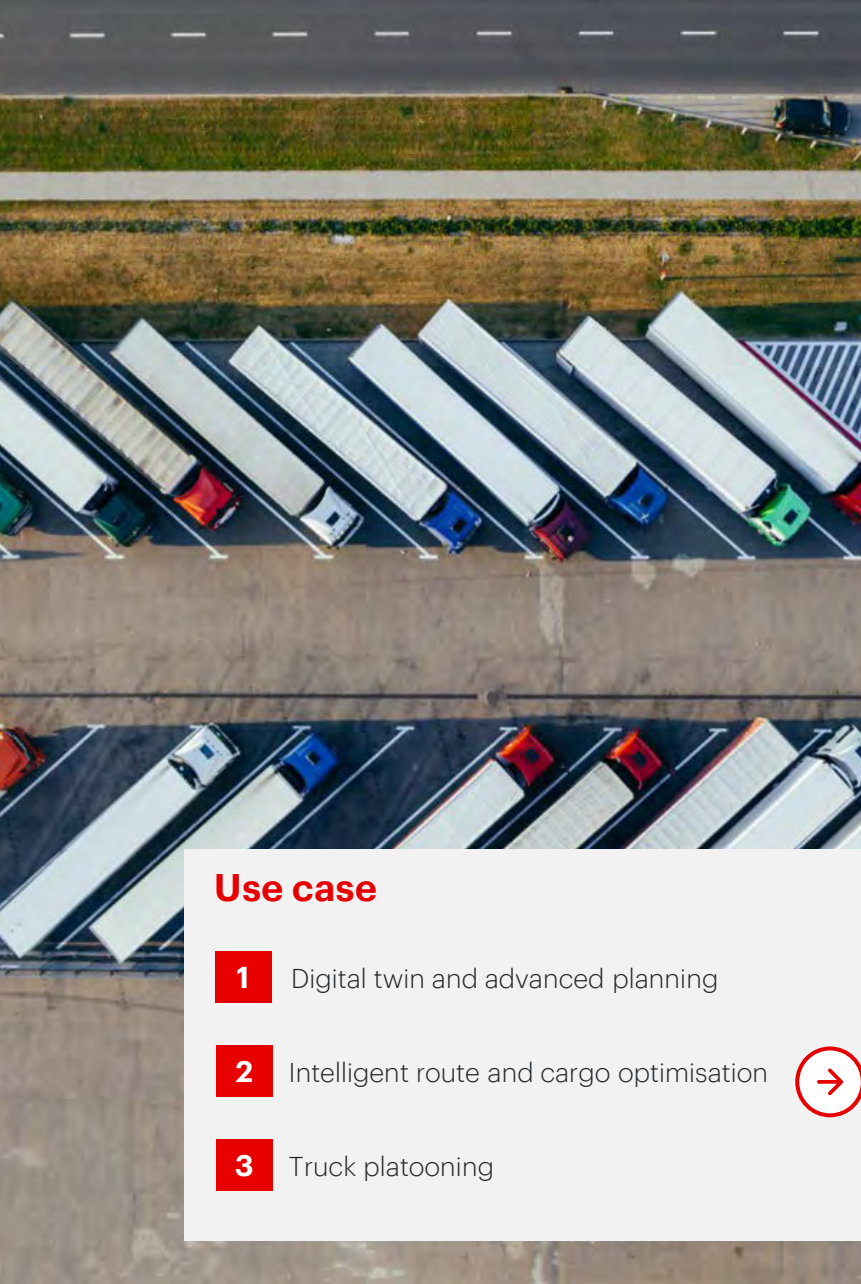 Use case
1 Digital twin and advanced planning
2 Intelligent route and cargo optimisation
3 Truck platooning